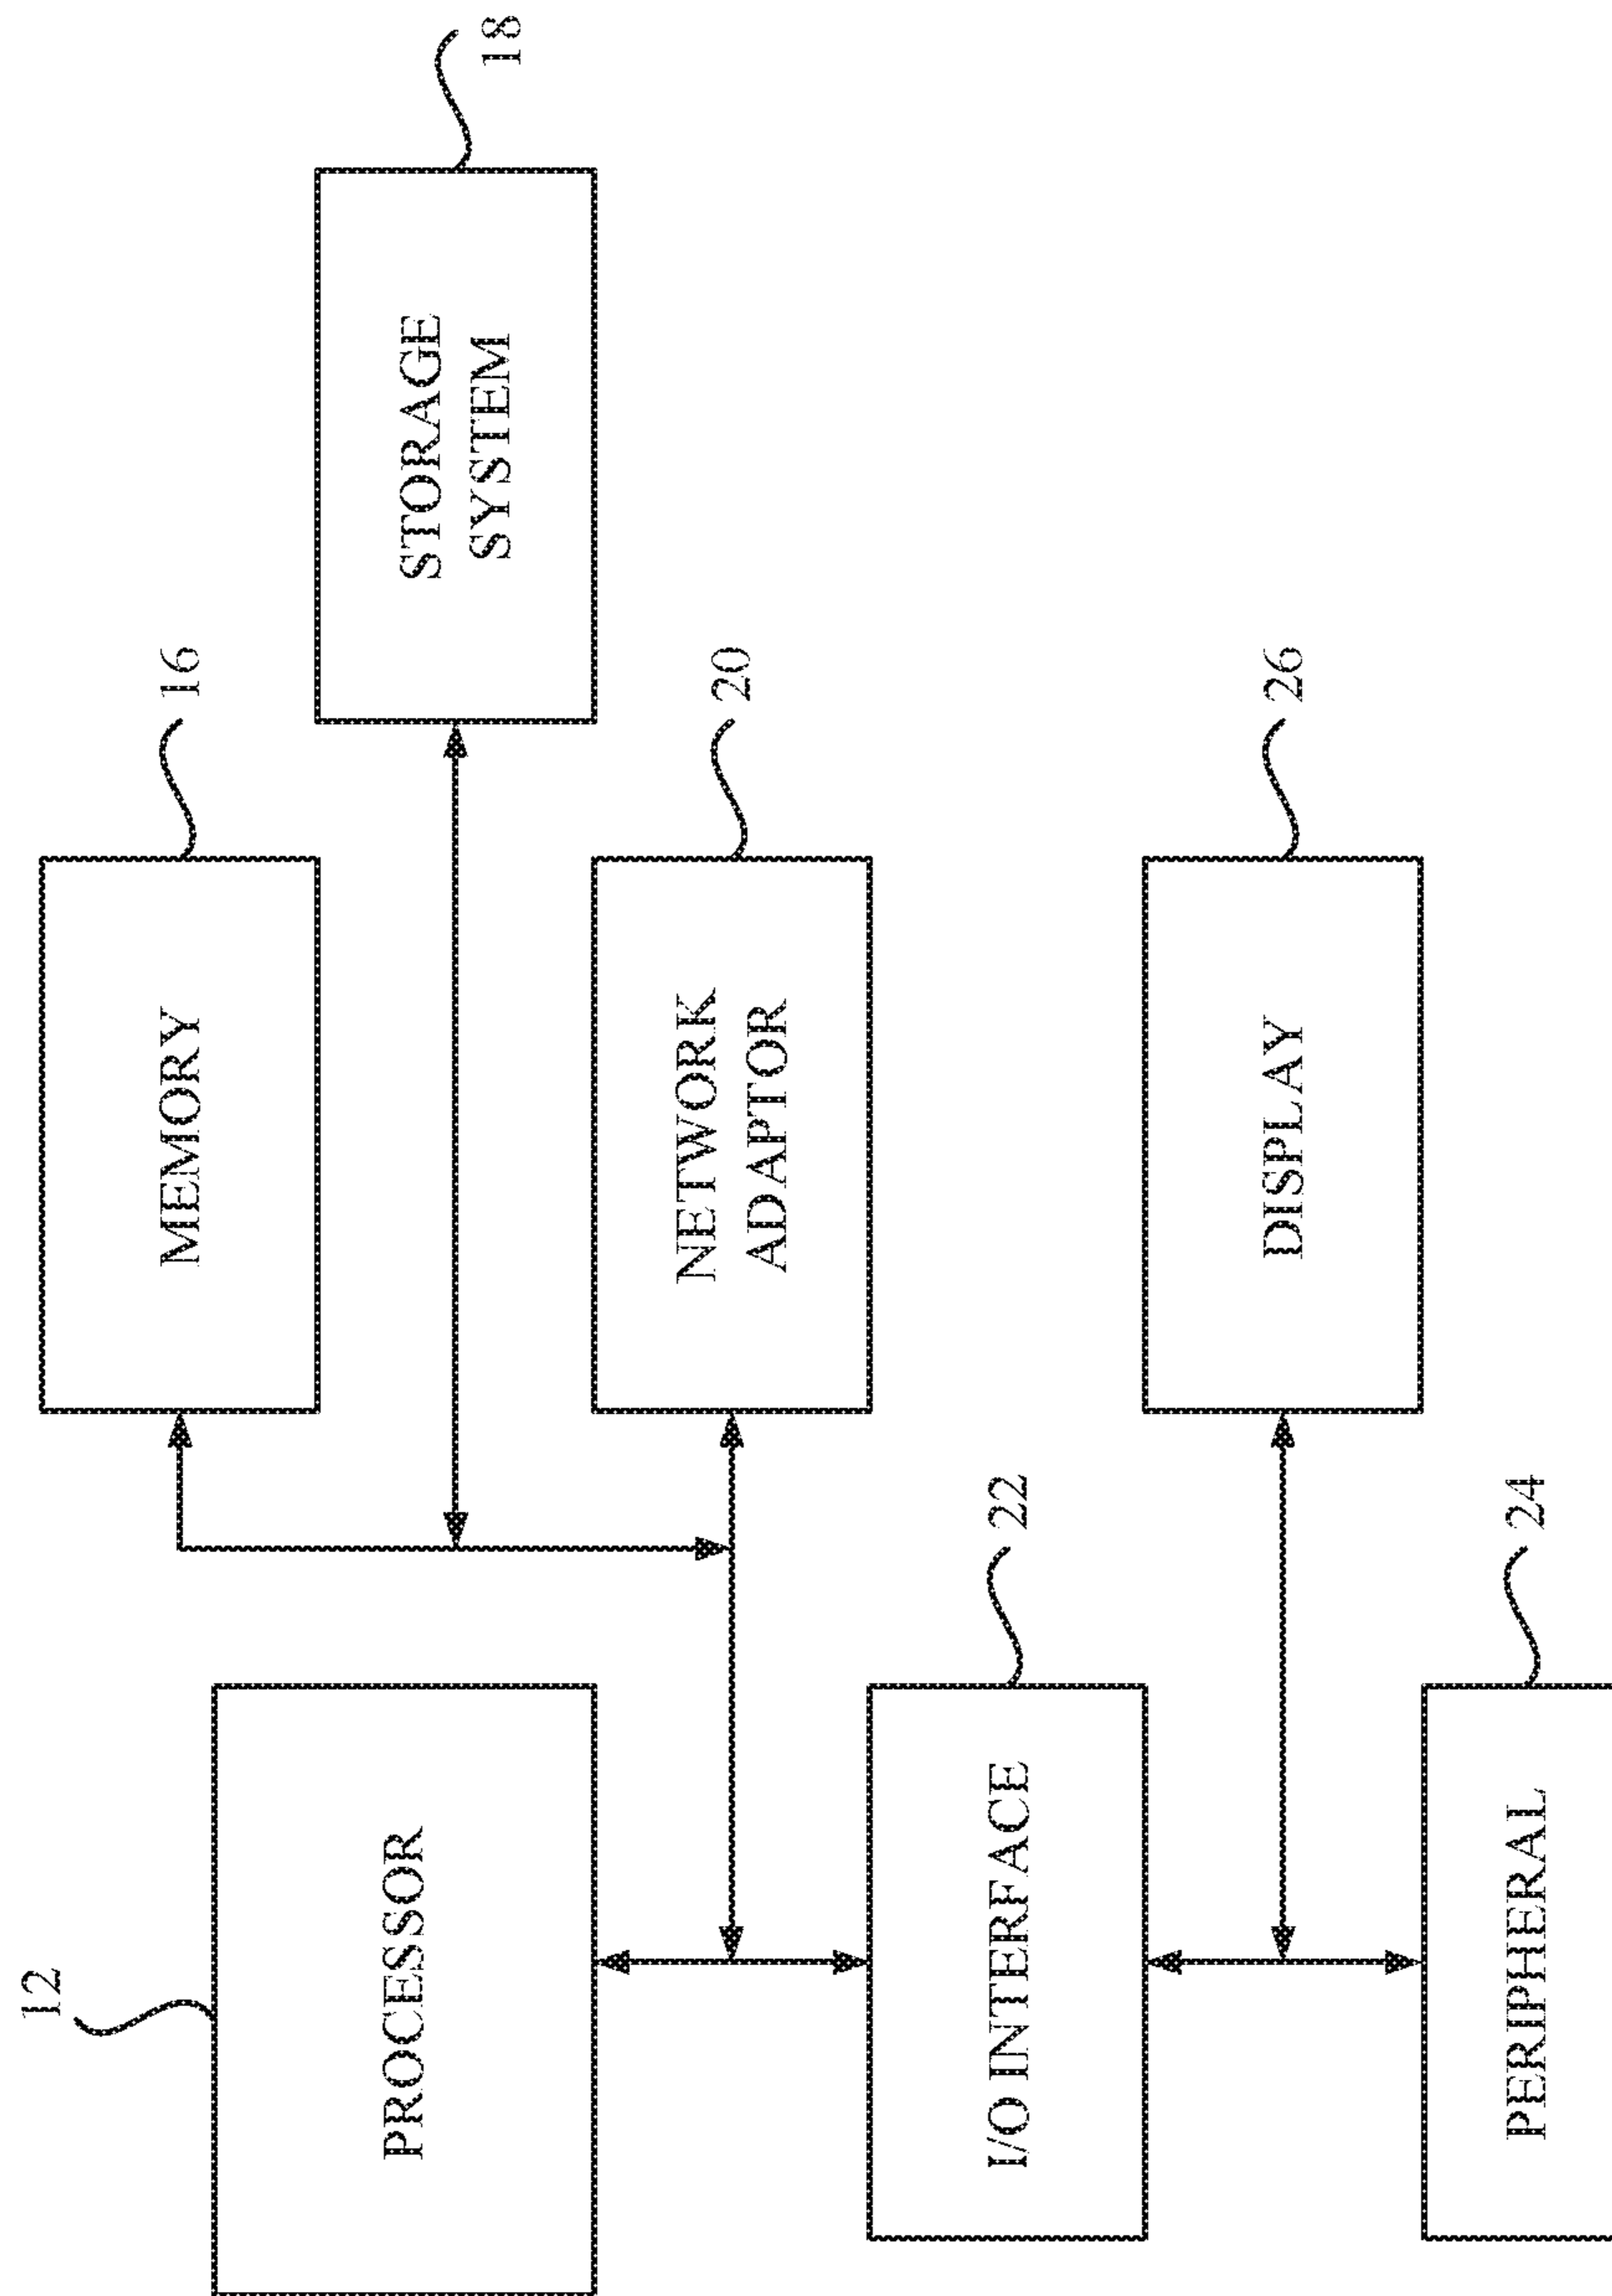 12
PROCESSOR
16
MEMORY
18
STORAGE
SYSTEM
20
NETWORK
ADAPTOR
22
I/O INTERFACE
26
DISPLAY
24
PERIPHERAL